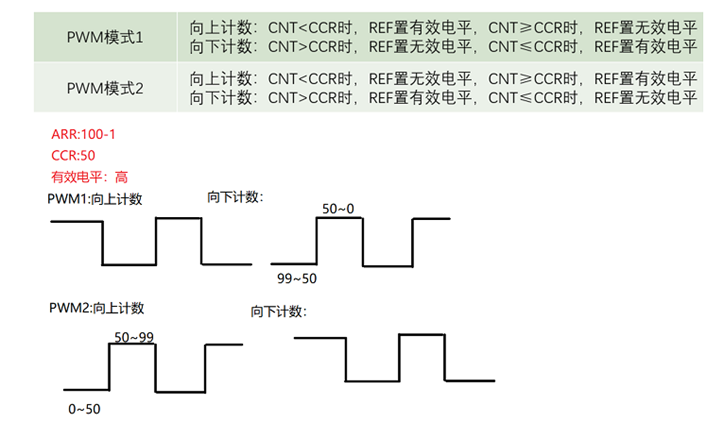 PWM模式1
向上计数：CNT<CCR时，REF置有效电平，CNT≥CCR时，REF置无效电平
向下计数：CNT>CCR时，REF置无效电平，CNT≤CCR时，REF置有效电平
PWM模式2
向上计数：CNT<CCR时，REF置无效电平，CNT≥CCR时，REF置有效电平
向下计数：CNT>CCR时，REF置有效电平，CNT≤CCR时，REF置无效电平
ARR:100-1
CCR:50
有效电平：高
PWM1:向上计数
向下计数：
50~0
99~50
PWM2:向上计数
向下计数：
50~99
0~50